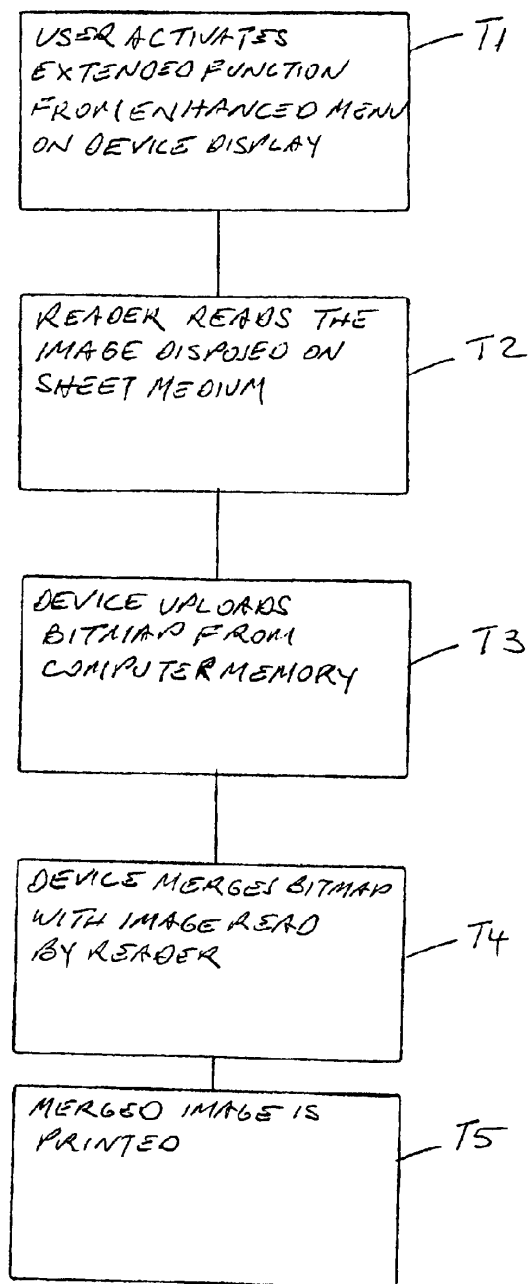 USER ACTIVATES
EXTENDED FUNCTION
FROM ENHANCED MENU
ON DEVICE DISPLAY
T1
READER READS THE
IMAGE DISPOSED ON
SHEET MEDIUM
T2
DEVICE UPLOADS
BITMAP FROM
COMPUTER MEMORY
T3
DEVICE MERGES BITMAP
WITH IMAGE READ
BY READER
T4
MERGED IMAGE IS
PRINTED
T5